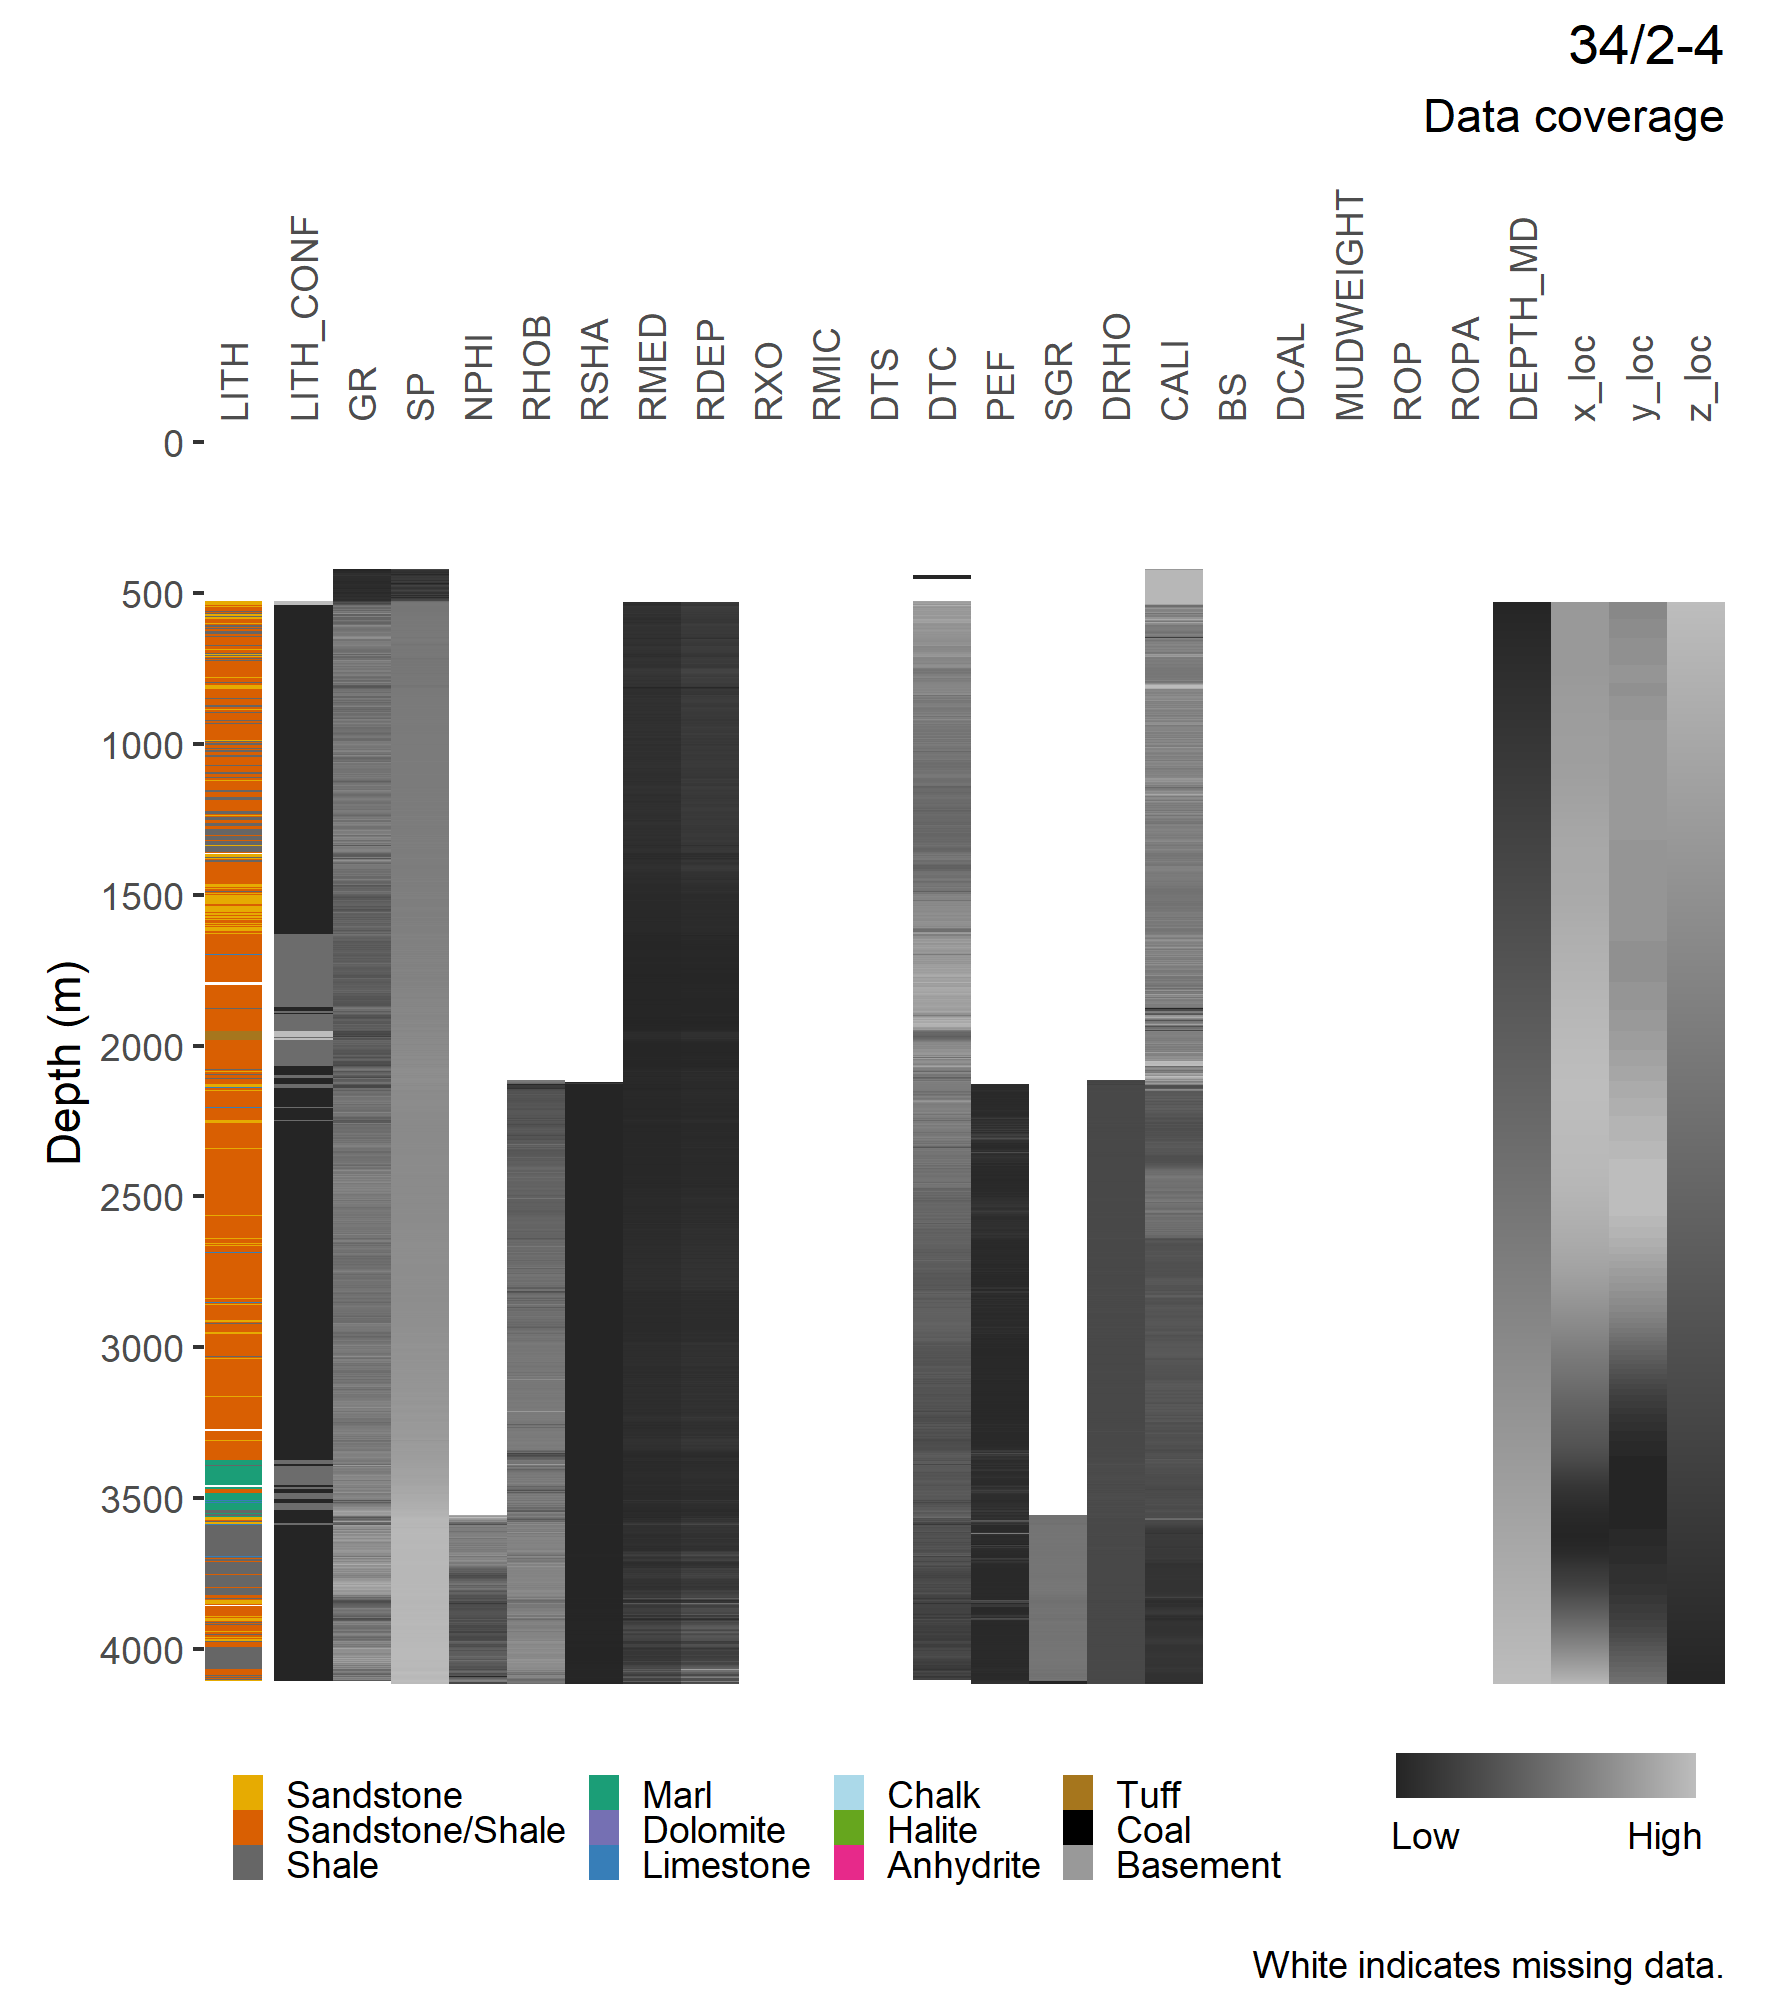 34/2-4
Data coverage
LITH
LITH_CONF
GR
SP
NPHI
RHOB
RSHA
RMED
RDEP
RXO
RMIC
DTS
DTC
PEF
SGR
DRHO
CALI
BS
DCAL
MUDWEIGHT
ROP
ROPA
DEPTH_MD
x_loc
y_loc
z_loc
0
500
1000
1500
2000
2500
3000
3500
4000
Depth (m)
Sandstone
Sandstone/Shale
Shale
Marl
Dolomite
Limestone
Chalk
Halite
Anhydrite
Tuff
Coal
Basement
Low High
White indicates missing data.